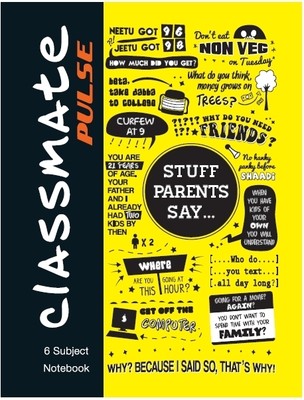 classmate
PULSE
6 Subject
Notebook
NEETU GOT 96
JEETU GOT 98
HOW MUCH DID YOU GET?
Don't eat
NON VEG
on Tuesday
beta,
take dabba
to college
What do you think,
money grows on
TREES?
CURFEW
AT 9
?!?!? WHY DO YOU NEED
!?! FRIENDS?
YOU ARE
21 YEARS
OF AGE,
YOUR
FATHER
AND I
ALREADY
HAD TWO
KIDS BY
THEN
X 2
STUFF
PARENTS
SAY...
No hanky
panky before
SHAADI
WHEN
YOU HAVE
KIDS OF
YOUR
OWN
YOU WILL
UNDERSTAND
Where
ARE YOU GOING AT
THIS HOUR?
[...Who do....]
[...you text...]
[.all day long?]
GET OFF THE
COMPUTER
GOING FOR A MOVIE?
AGAIN?
YOU DON'T WANT TO
SPEND TIME WITH YOUR
FAMILY?
WHY? BECAUSE I SAID SO, THAT'S WHY!